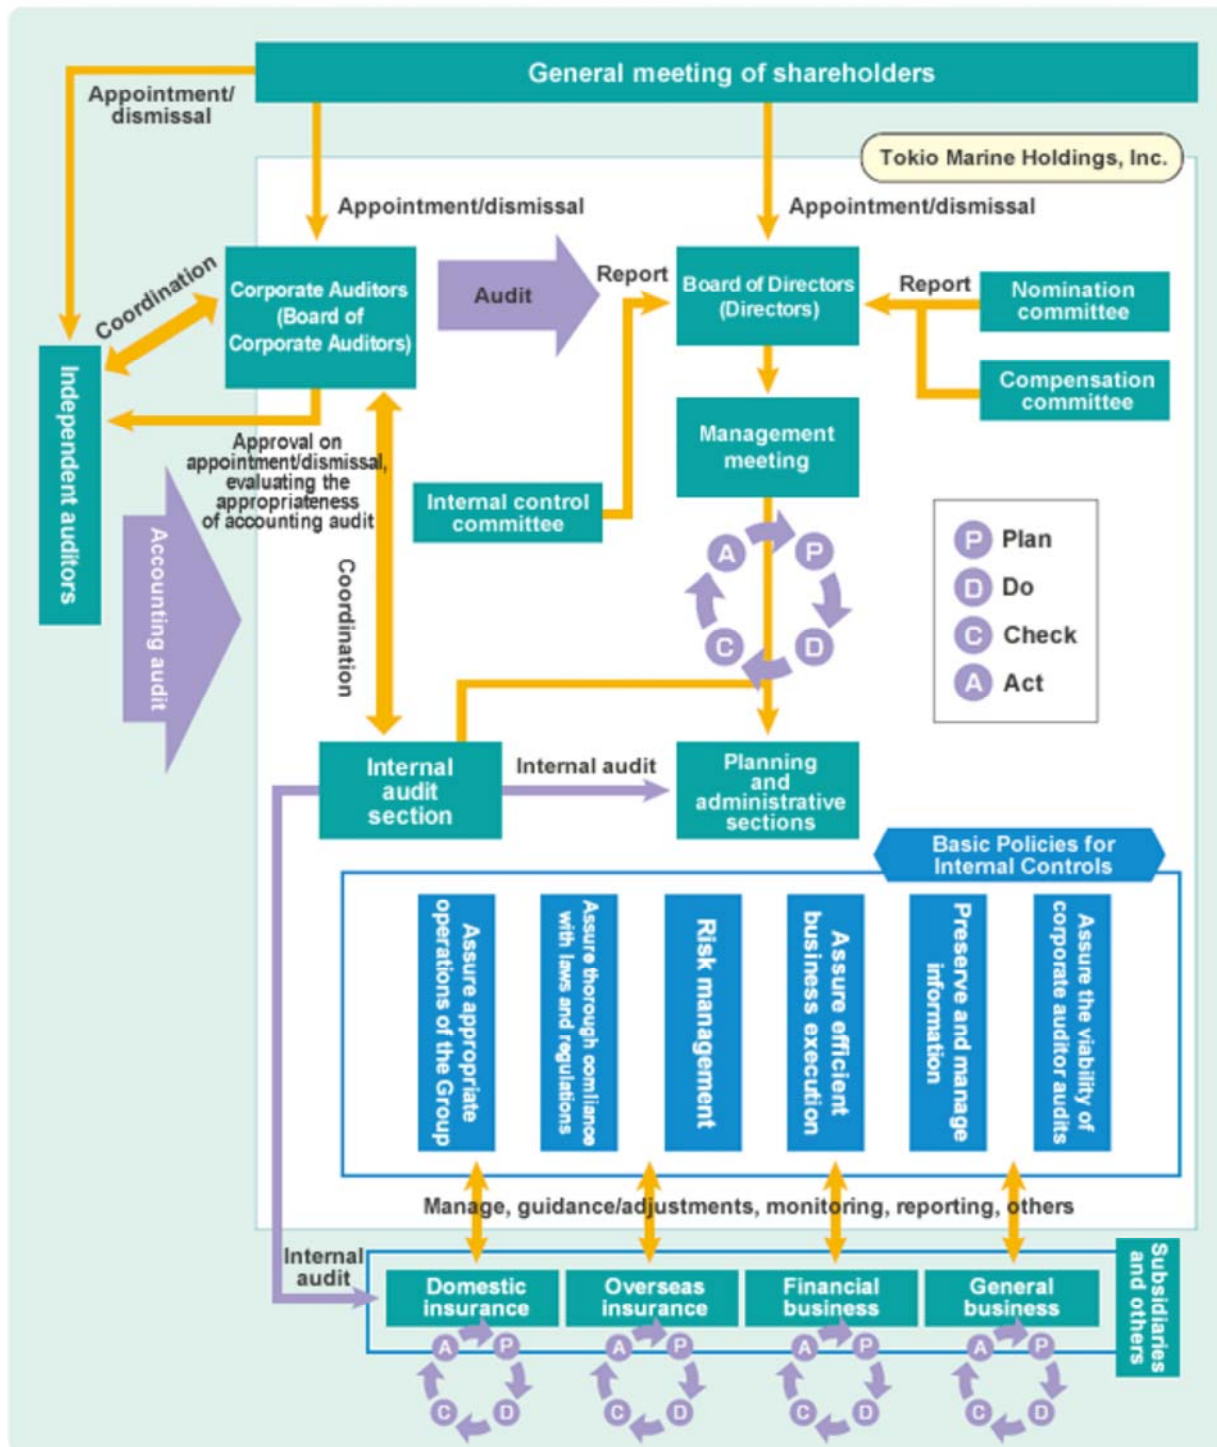 General meeting of shareholders
Appointment/
dismissal
Tokio Marine Holdings, Inc.
Appointment/dismissal
Appointment/dismissal
Coordination
Corporate Auditors
(Board of
Corporate Auditors)
Audit
Report
Board of Directors
(Directors)
Report
Nomination
committee
Compensation
committee
Independent auditors
Approval on
appointment/dismissal,
evaluating the
appropriateness
of accounting audit
Management
meeting
Internal control
committee
Accounting audit
Coordination
A
P
C
D
P Plan
D Do
C Check
A Act
Internal
audit
section
Internal audit
Planning
and
administrative
sections
Basic Policies for
Internal Controls
Assure appropriate
operations of the Group
Assure thorough comliance
with laws and regulations
Risk management
Assure efficient
business execution
Preserve and manage
information
Assure the viability of
corporate auditor audits
Manage, guidance/adjustments, monitoring, reporting, others
Internal
audit
Domestic
insurance
Overseas
insurance
Financial
business
General
business
Subsidiaries
and others
A P
C D
A P
C D
A P
C D
A P
C D